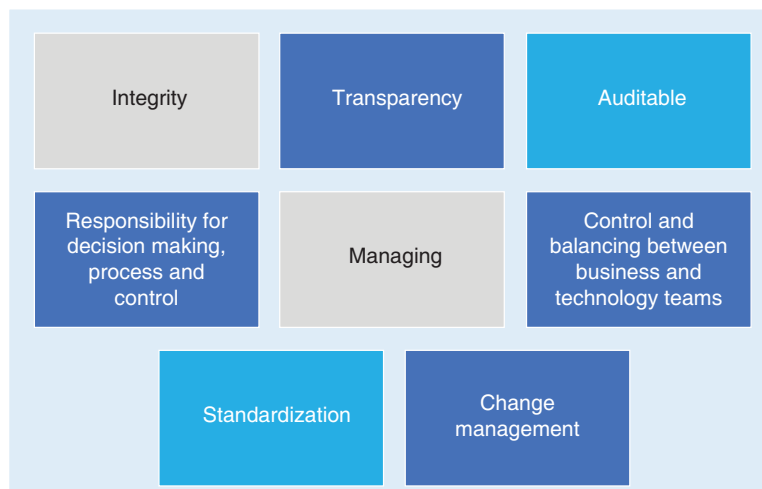 Integrity
Transparency
Auditable
Responsibility for
decision making,
process and
control
Managing
Control and
balancing between
business and
technology teams
Standardization
Change
management